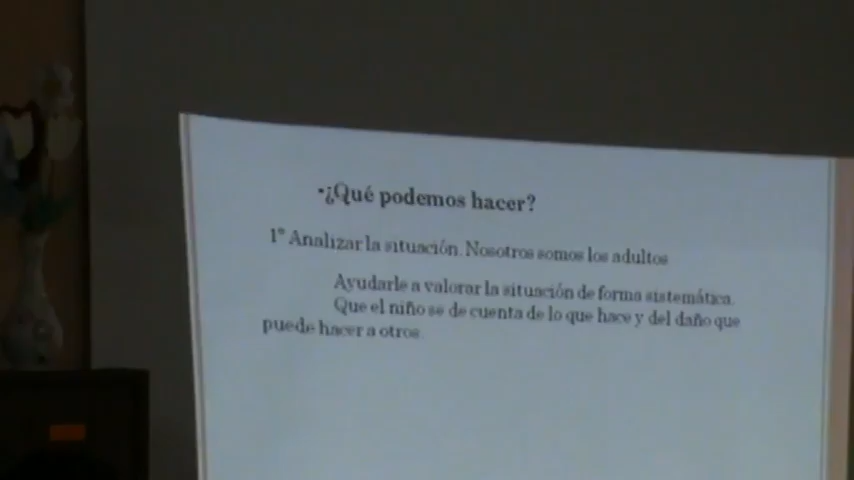 •¿Qué podemos hacer?
1º Analizar la situación. Nosotros somos los adultos
Ayudarle a valorar la situación de forma sistemática.
Que el niño se de cuenta de lo que hace y del daño que
puede hacer a otros.